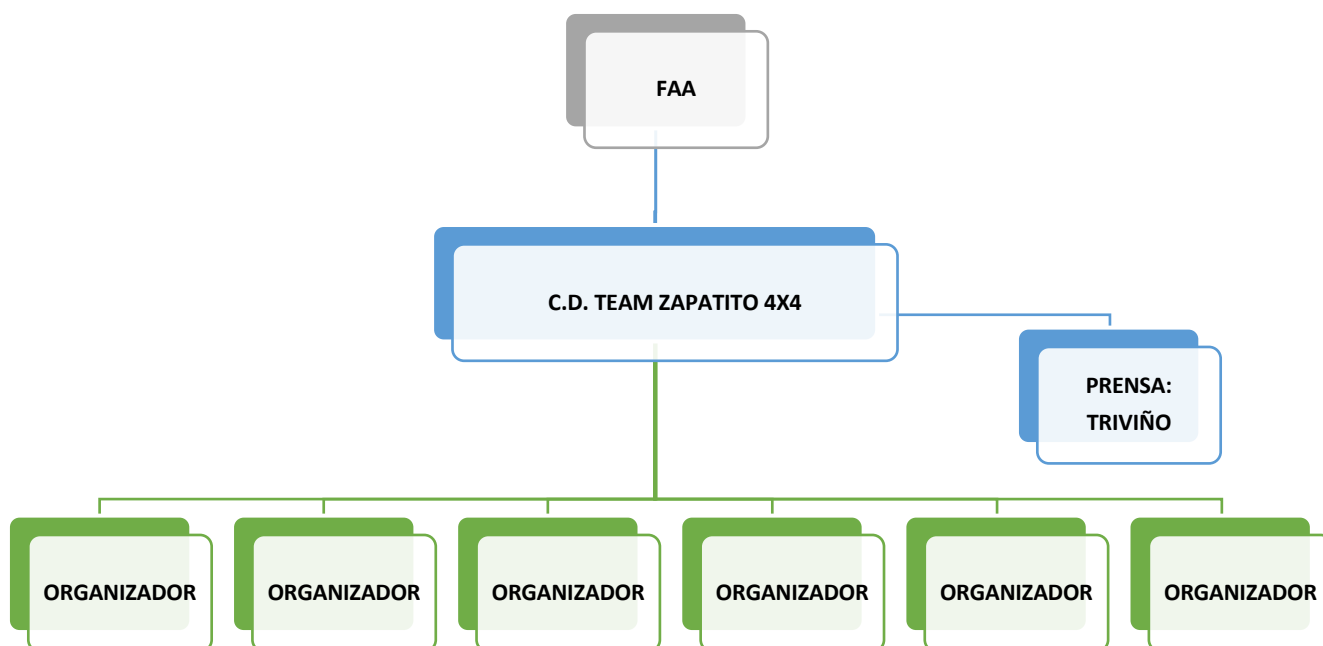 FAA
C.D. TEAM ZAPATITO 4X4
PRENSA:
TRIVIÑO
ORGANIZADOR
ORGANIZADOR
ORGANIZADOR
ORGANIZADOR
ORGANIZADOR
ORGANIZADOR